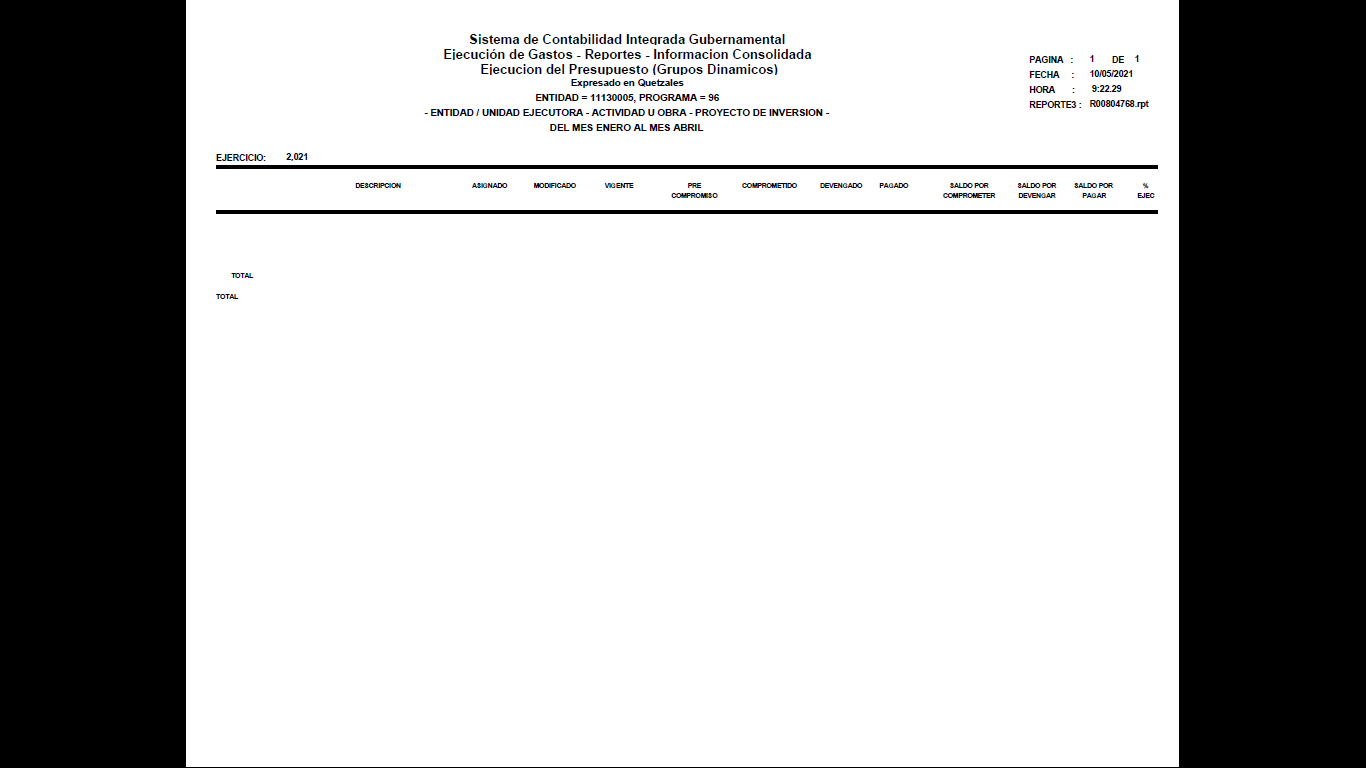 Sistema de Contabilidad Integrada Gubernamental
Ejecución de Gastos - Reportes - Informacion Consolidada
Ejecucion del Presupuesto (Grupos Dinamicos)
Expresado en Quetzales
ENTIDAD = 11130005, PROGRAMA = 96
- ENTIDAD / UNIDAD EJECUTORA - ACTIVIDAD U OBRA - PROYECTO DE INVERSION -
DEL MES ENERO AL MES ABRIL
PAGINA : 1 DE 1
FECHA : 10/05/2021
HORA : 9:22.29
REPORTE3 : R00804768.rpt
EJERCICIO: 2,021
DESCRIPCION ASIGNADO MODIFICADO VIGENTE PRE COMPROMETIDO DEVENGADO PAGADO SALDO POR SALDO POR SALDO POR %
COMPROMISO COMPROMETER DEVENGAR PAGAR EJEC
TOTAL
TOTAL